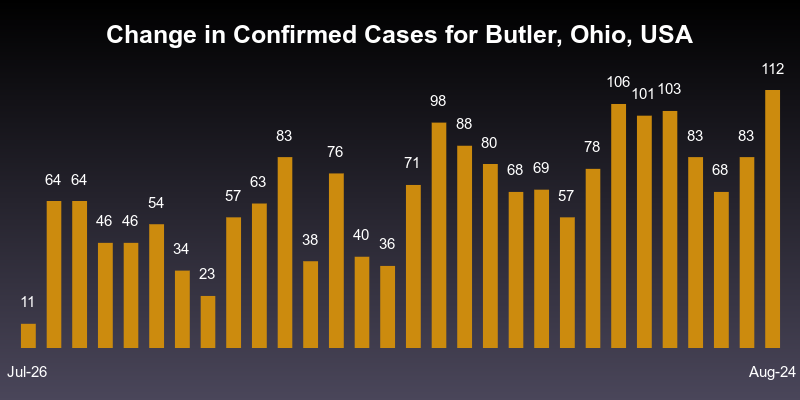 Change in Confirmed Cases for Butler, Ohio, USA
11 64 64 46 46 54 34 23 57 63 83 38 76 40 36 71 98 88 80 68 69 57 78 106 101 103 83 68 83 112
Jul-26 Aug-24